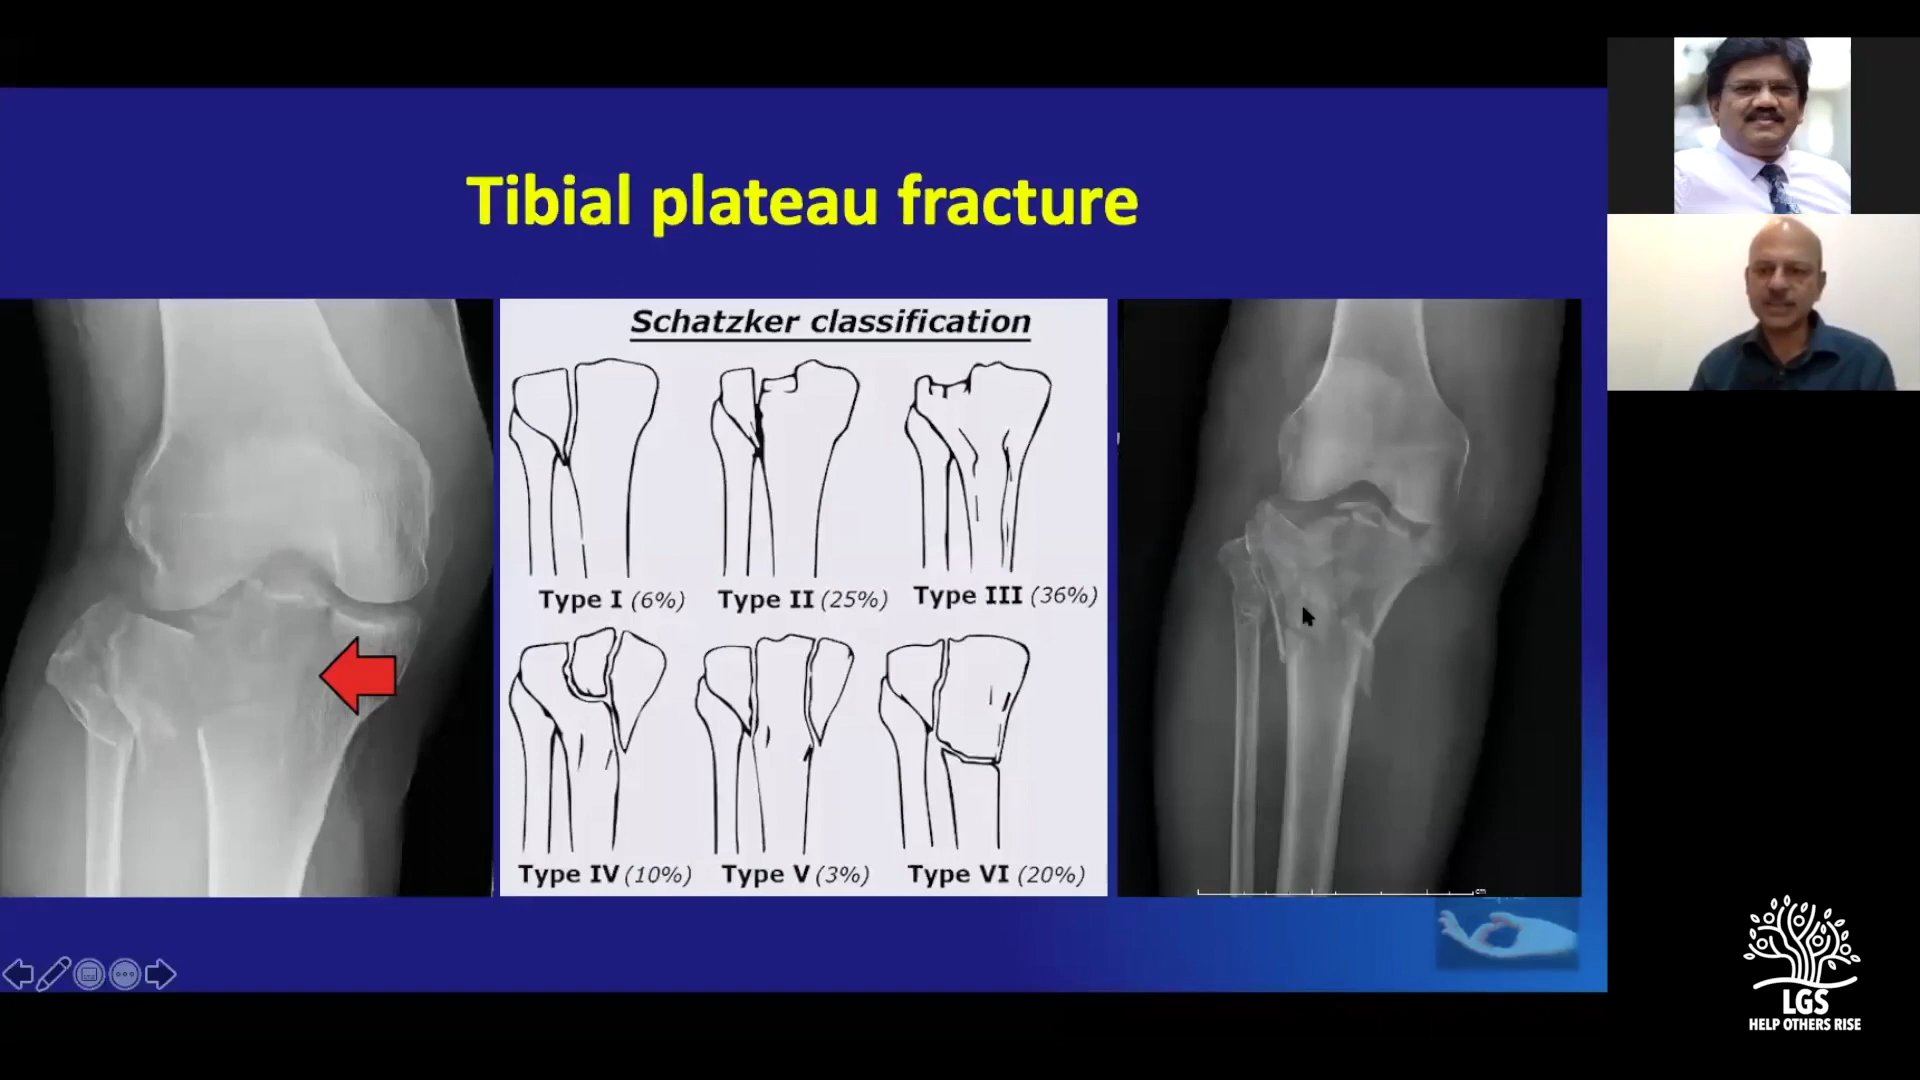 Tibial plateau fracture
Schatzker classification
Type I (6%)
Type II (25%)
Type III (36%)
Type IV (10%)
Type V (3%)
Type VI (20%)
cm
LGS
HELP OTHERS RISE